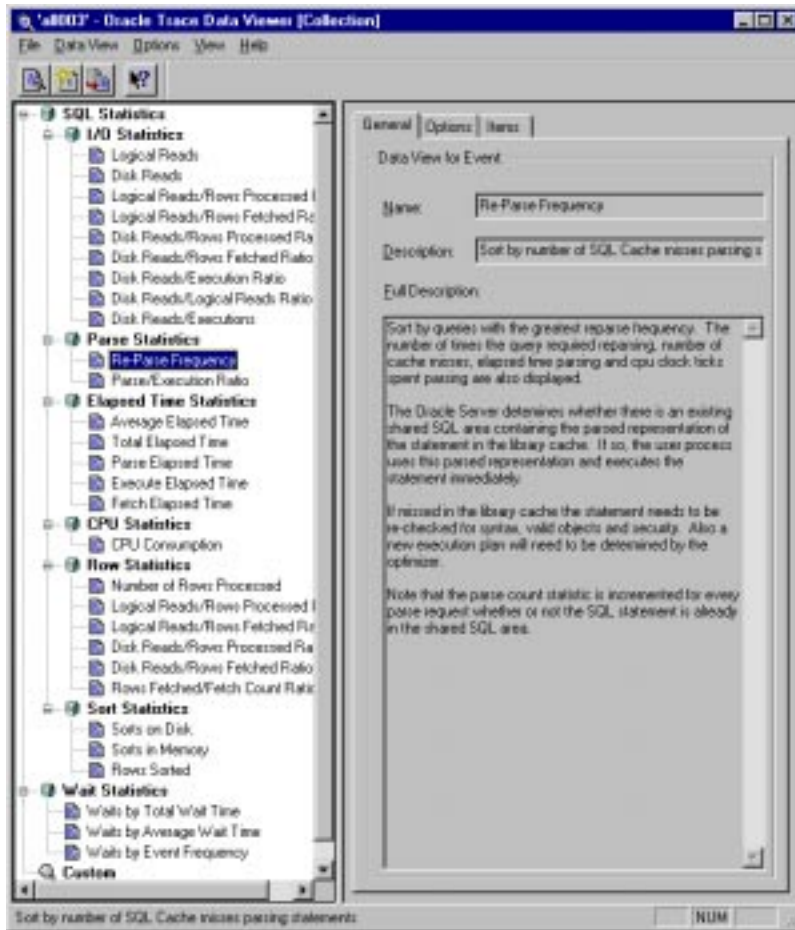 'all003' - Oracle Trace Data Viewer [Collection]
File Data View Options View Help
SQL Statistics
I/O Statistics
Logical Reads
Disk Reads
Logical Reads/Rows Processed
Logical Reads/Rows Fetched Ra
Disk Reads/Rows Processed Ra
Disk Reads/Rows Fetched Ratio
Disk Reads/Execution Ratio
Disk Reads/Logical Reads Ratio
Disk Reads/Executions
Parse Statistics
Re-Parse Frequency
Parse/Execution Ratio
Elapsed Time Statistics
Average Elapsed Time
Total Elapsed Time
Parse Elapsed Time
Execute Elapsed Time
Fetch Elapsed Time
CPU Statistics
CPU Consumption
Row Statistics
Number of Rows Processed
Logical Reads/Rows Processed
Logical Reads/Rows Fetched Ra
Disk Reads/Rows Processed Ra
Disk Reads/Rows Fetched Ratio
Rows Fetched/Fetch Count Ratio
Sort Statistics
Sorts on Disk
Sorts in Memory
Rows Sorted
Wait Statistics
Waits by Total Wait Time
Waits by Average Wait Time
Waits by Event Frequency
Custom
General Options Items
Data View for Event
Name: Re-Parse Frequency
Description: Sort by number of SQL Cache misses parsing s
Full Description:
Sort by queries with the greatest reparse frequency. The
number of times the query required reparsing, number of
cache misses, elapsed time parsing and cpu clock ticks
spent parsing are also displayed.
The Oracle Server determines whether there is an existing
shared SQL area containing the parsed representation of
the statement in the library cache. If so, the user process
uses this parsed representation and executes the
statement immediately.
If missed in the library cache the statement needs to be
re-checked for syntax, valid objects and security. Also a
new execution plan will need to be determined by the
optimizer.
Note that the parse count statistic is incremented for every
parse request whether or not the SQL statement is already
in the shared SQL area.
Sort by number of SQL Cache misses parsing statements
NUM